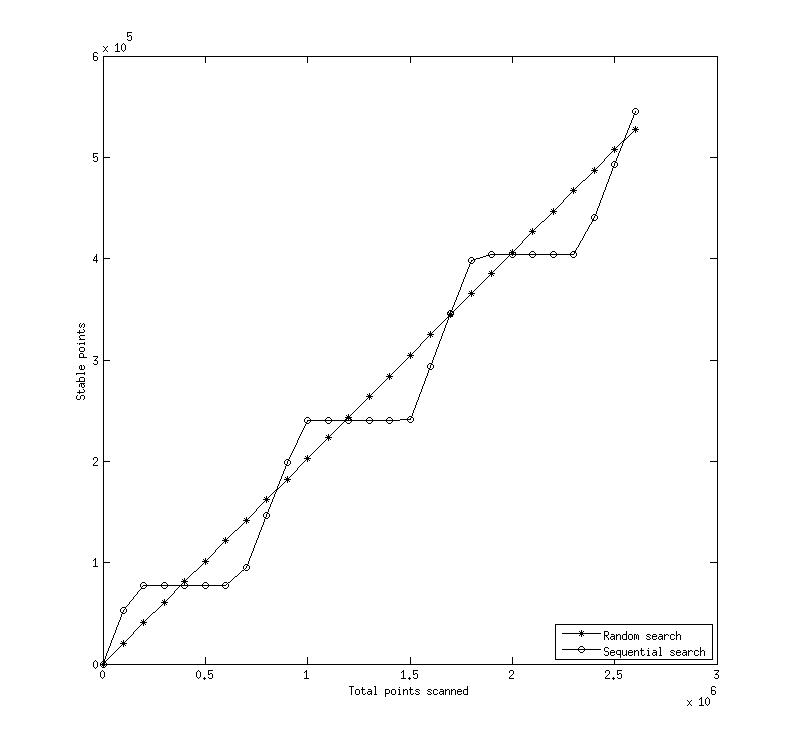 x 10^5
6
5
4
3
2
1
0
Stable points
0 0.5 1 1.5 2 2.5 3
Total points scanned
x 10^6
Random search
Sequential search